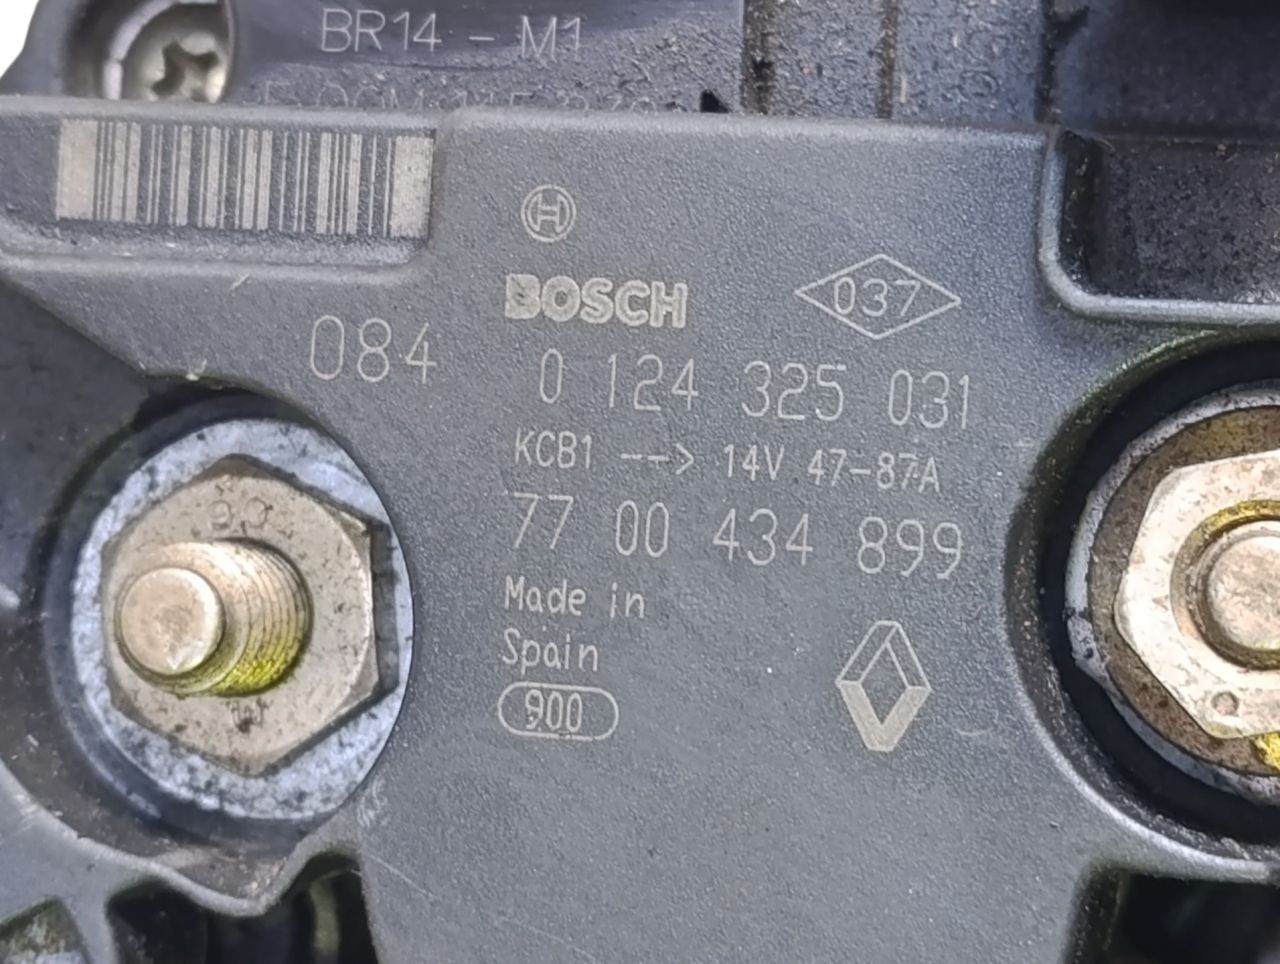 BR14 - M1
BOSCH
037
084
0 124 325 031
KCB1 --> 14V 47-87A
77 00 434 899
Made in
Spain
900